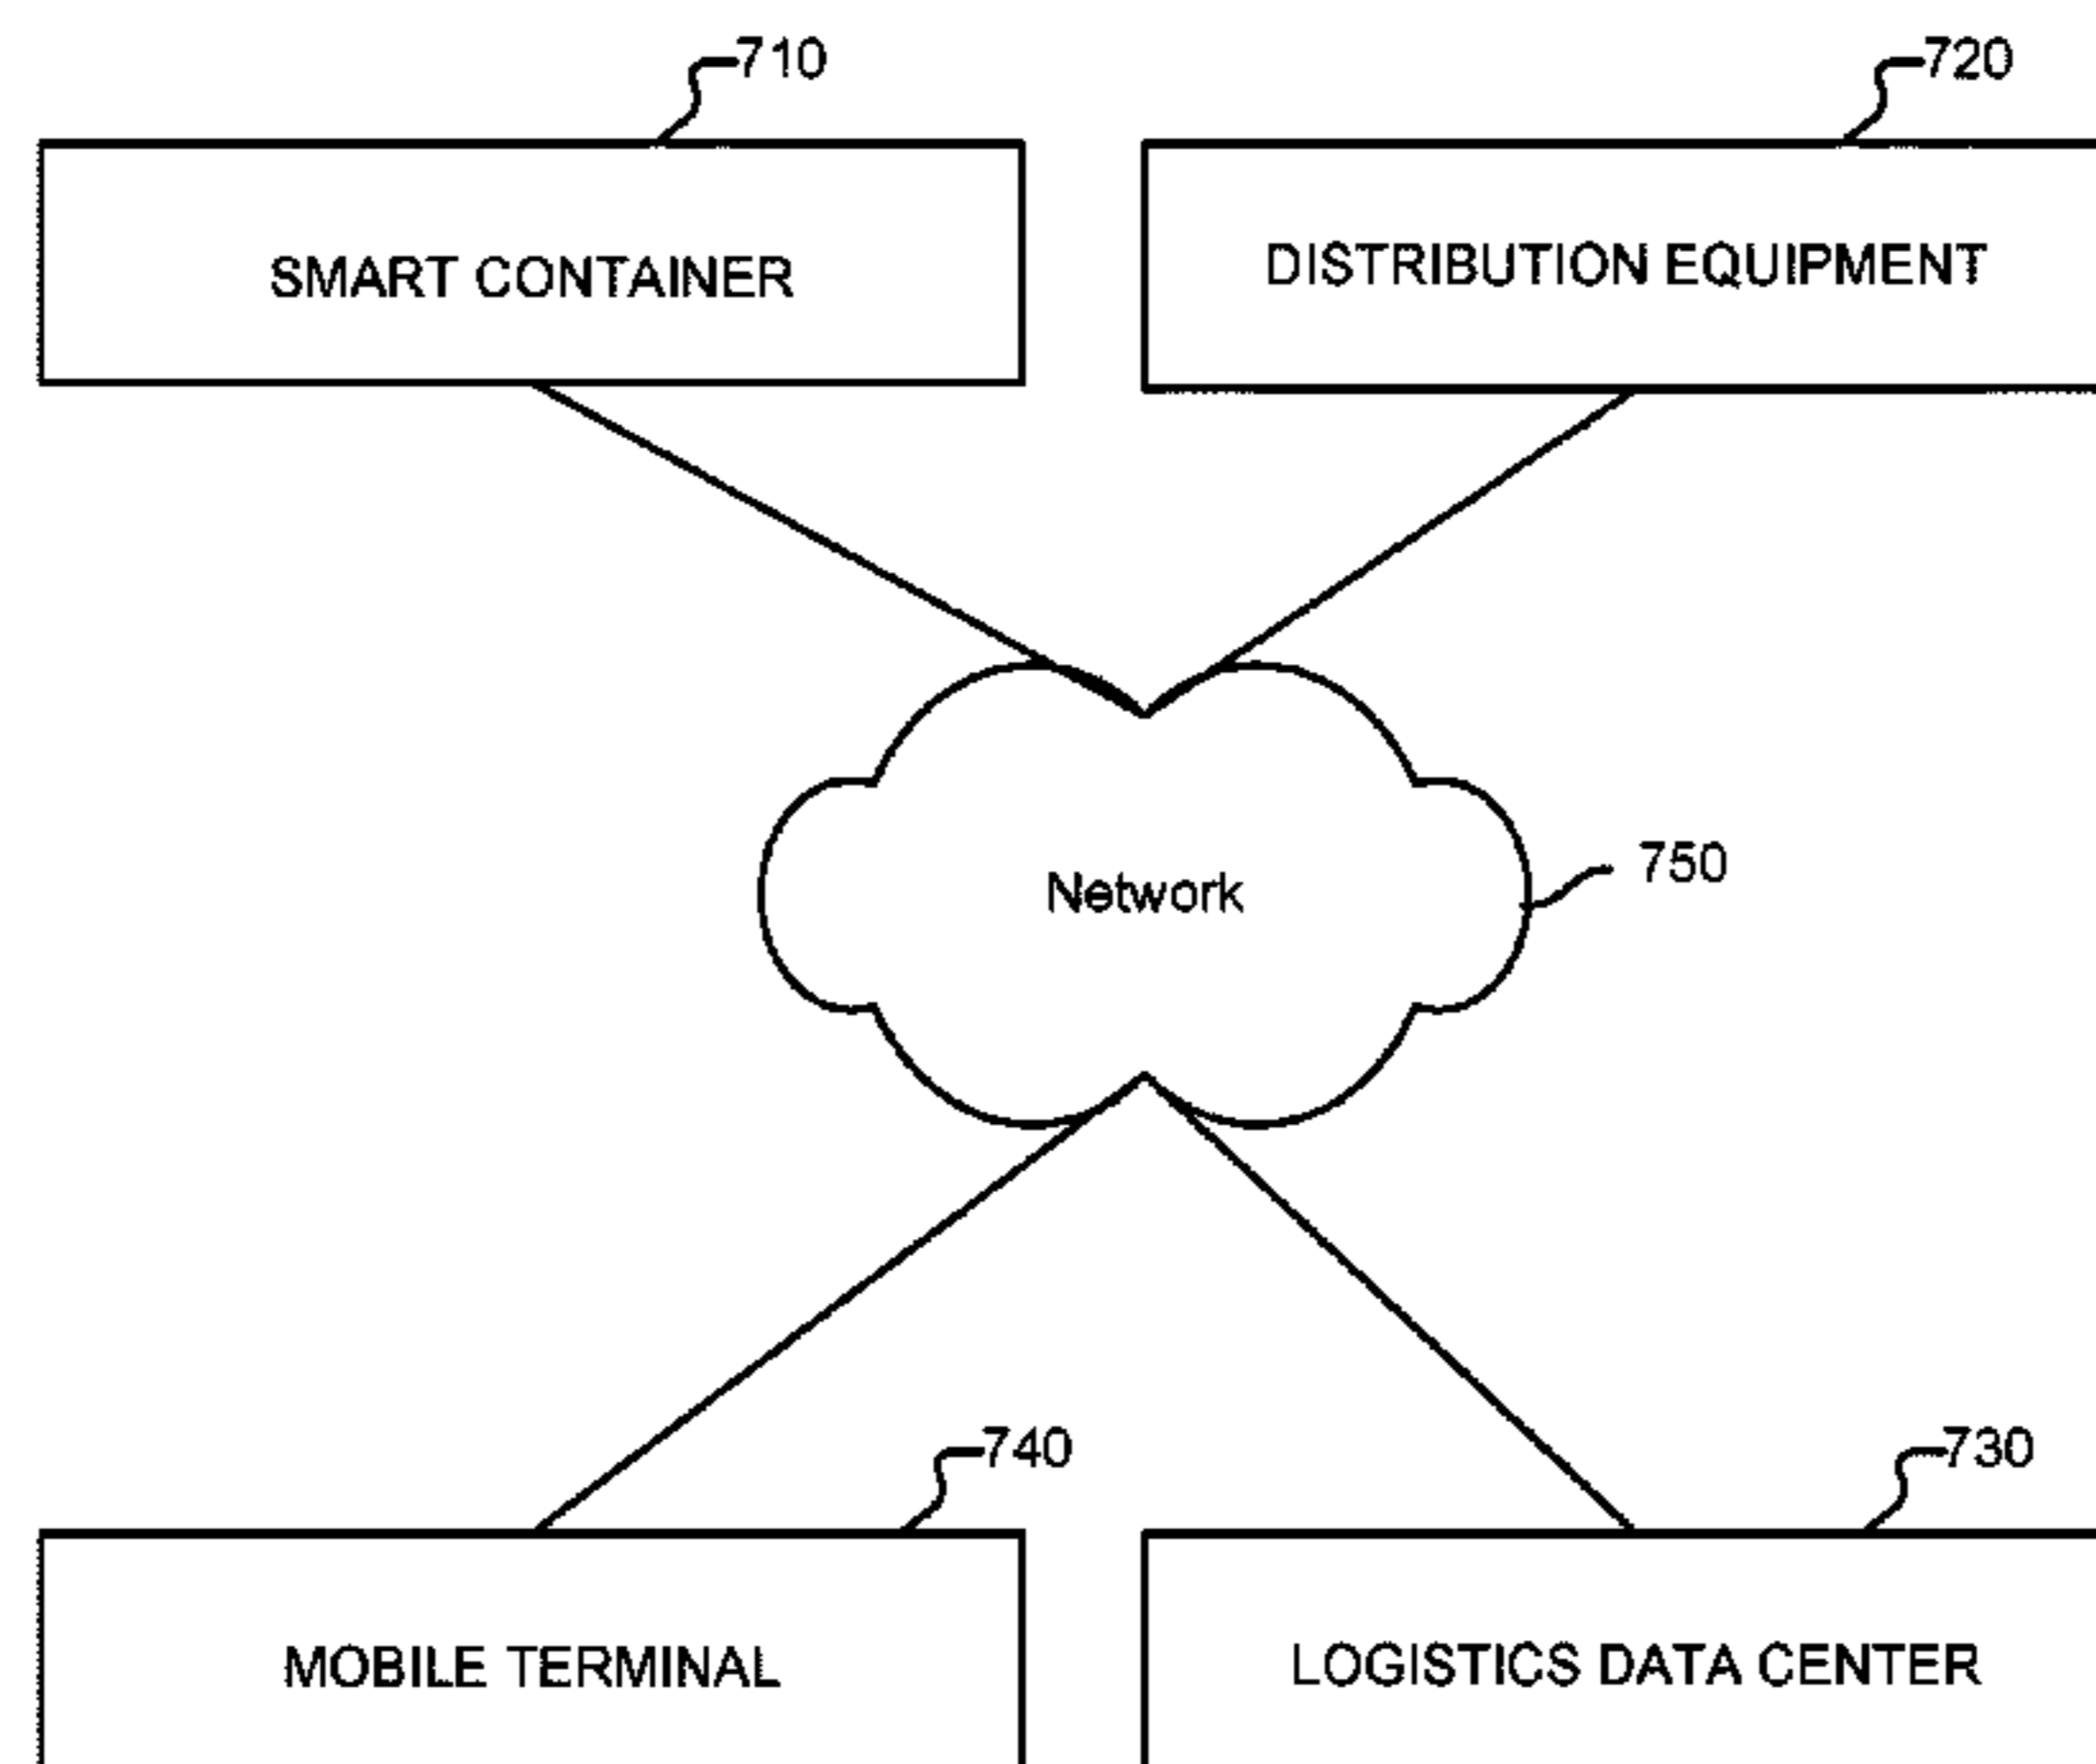 710
720
SMART CONTAINER
DISTRIBUTION EQUIPMENT
Network
750
740
730
MOBILE TERMINAL
LOGISTICS DATA CENTER